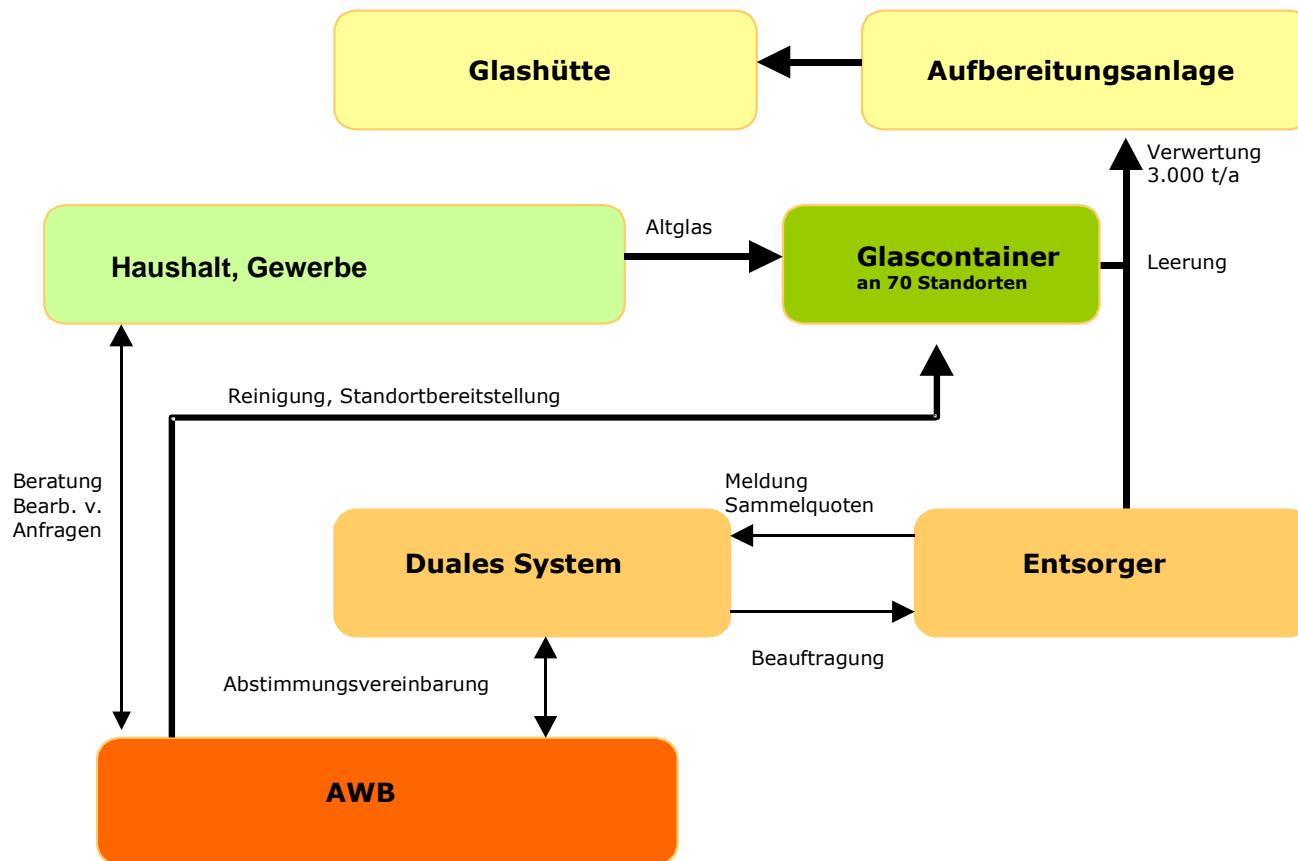 Glashütte
Aufbereitungsanlage
Verwertung
3.000 t/a
Haushalt, Gewerbe
Altglas
Glascontainer
an 70 Standorten
Leerung
Reinigung, Standortbereitstellung
Beratung
Bearb. v.
Anfragen
Meldung
Sammelquoten
Duales System
Entsorger
Beauftragung
Abstimmungsvereinbarung
AWB